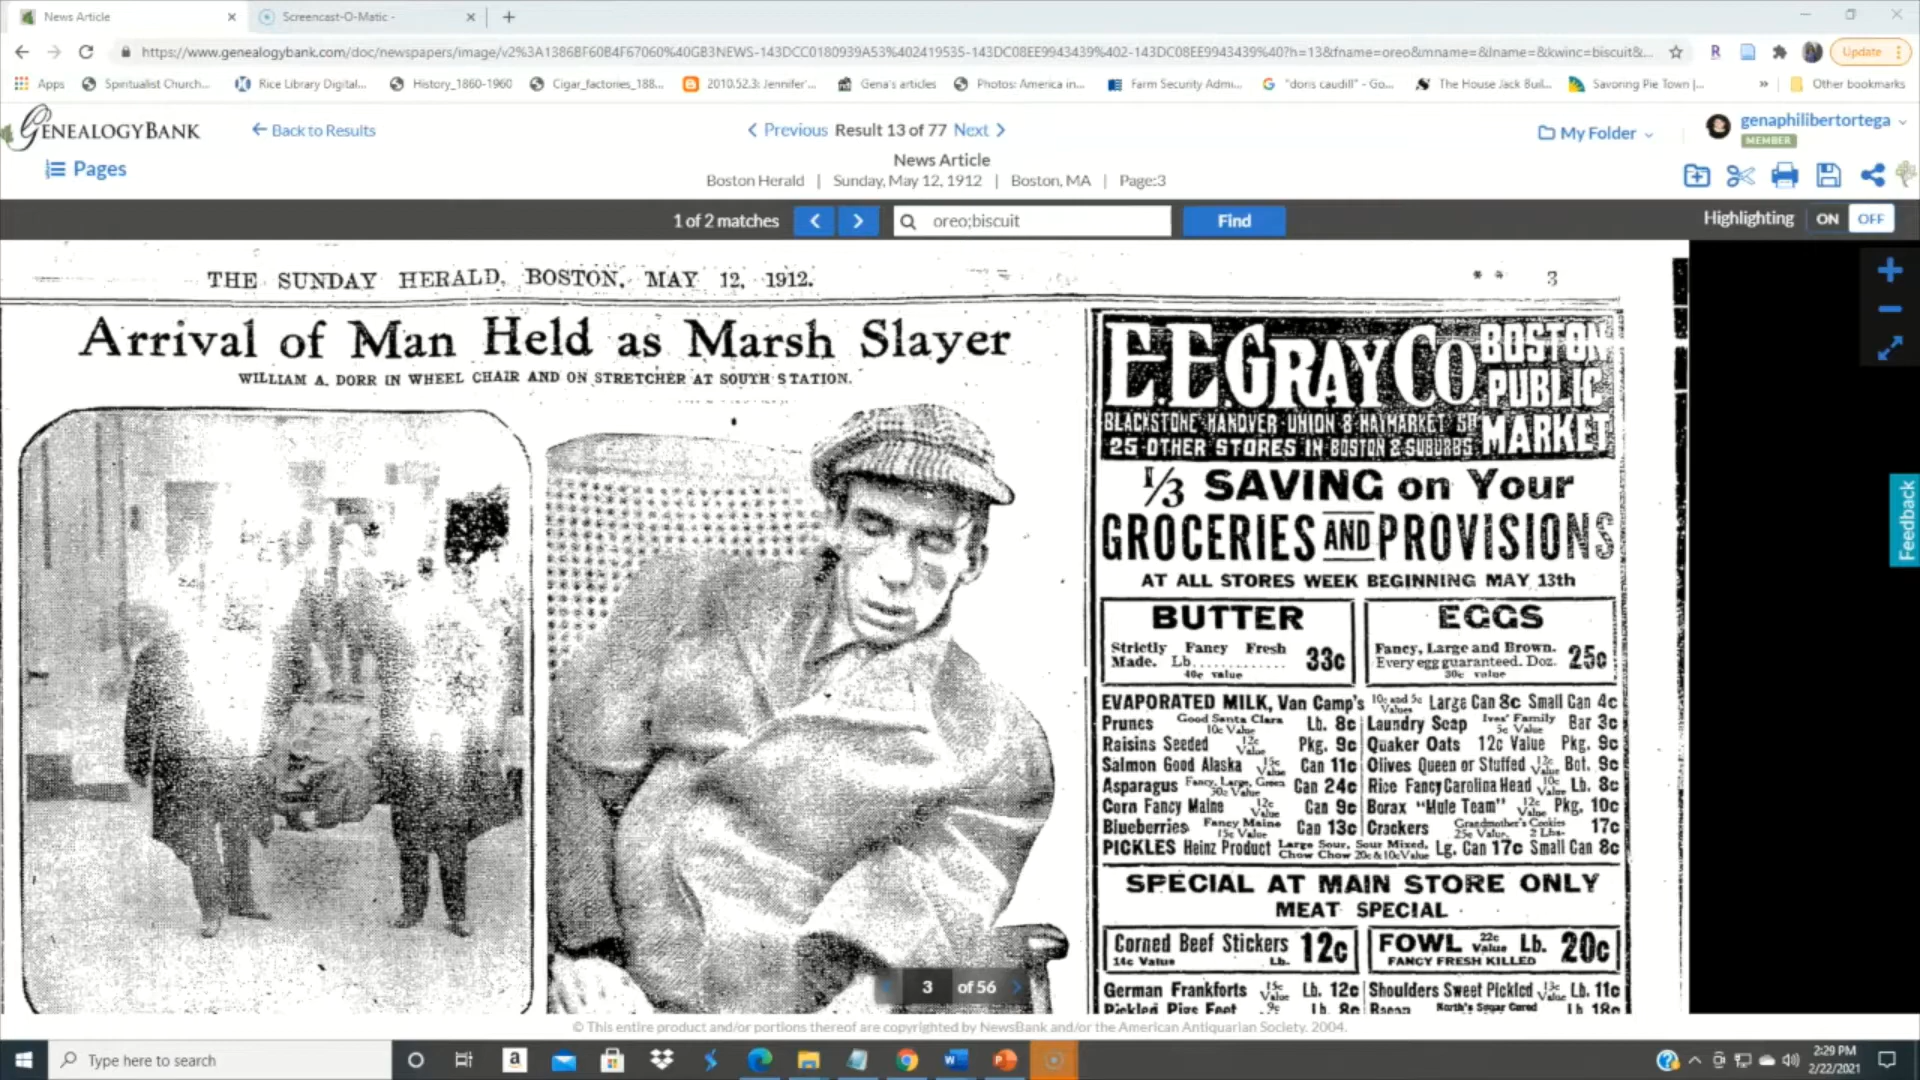 News Article
Screencast-O-Matic -
https://www.genealogybank.com/doc/newspapers/image/v2%3A1386BF60B4F67060%40GB3NEWS-143DCC0180939A53%402419535-143DC08EE9943439%402-143DC08EE9943439%40?h=13&fname=oreo&mname=&lname=&kwinc=biscuit&...
Update
Apps
Spiritualist Church...
Rice Library Digital...
History_1860-1960
Cigar_factories_188...
2010.52.3: Jennifer'...
Gena's articles
Photos: America in...
Farm Security Admi...
"doris caudill" - Go...
The House Jack Buil...
Savoring Pie Town |...
»
Other bookmarks
GENEALOGYBANK
Back to Results
Previous Result 13 of 77 Next
My Folder
genaphilibertortega
MEMBER
Pages
News Article
Boston Herald | Sunday, May 12, 1912 | Boston, MA | Page:3
1 of 2 matches
oreo;biscuit
Find
Highlighting ON OFF
THE SUNDAY HERALD, BOSTON, MAY 12, 1912.
* * 3
Arrival of Man Held as Marsh Slayer
WILLIAM A. DORR IN WHEEL CHAIR AND ON STRETCHER AT SOUTH STATION.
E.E.GRAY CO
BOSTON
PUBLIC
MARKET
BLACKSTONE HANOVER UNION & HAYMARKET SQ
25 OTHER STORES IN BOSTON & SUBURBS
1/3 SAVING on Your
GROCERIES AND PROVISIONS
AT ALL STORES WEEK BEGINNING MAY 13th
BUTTER
Strictly Fancy Fresh
Made. Lb............ 33c
40c value
EGGS
Fancy, Large and Brown.
Every egg guaranteed. Doz. 25c
30c value
EVAPORATED MILK, Van Camp's 10c and 5c Values Large Can 8c Small Can 4c
Prunes Good Santa Clara 10c Value Lb. 8c
Laundry Soap Ives' Family 5c Value Bar 3c
Raisins Seeded 12c Value Pkg. 9c
Quaker Oats 12c Value Pkg. 9c
Salmon Good Alaska 15c Value Can 11c
Olives Queen or Stuffed 12c Value Bot. 9c
Asparagus Fancy, Large, Green 30c Value Can 24c
Rice Fancy Carolina Head 10c Value Lb. 8c
Corn Fancy Maine 12c Value Can 9c
Borax "Mule Team" 12c Value Pkg. 10c
Blueberries Fancy Maine 15c Value Can 13c
Crackers Grandmother's Cookies 25c Value, 2 Lbs. 17c
PICKLES Heinz Product Large Sour, Sour Mixed, Chow Chow 20c & 10c Value Lg. Can 17c Small Can 8c
SPECIAL AT MAIN STORE ONLY
MEAT SPECIAL
Corned Beef Stickers 12c
14c Value Lb.
FOWL 22c Value Lb. 20c
FANCY FRESH KILLED
German Frankforts 15c Value Lb. 12c
Shoulders Sweet Pickled 13c Value Lb. 11c
Pickled Pigs Feet 9c Lb. 8c
Bacon North's Sugar Cured Lb 18c
3 of 56
Feedback
© This entire product and/or portions thereof are copyrighted by NewsBank and/or the American Antiquarian Society. 2004.
Type here to search
2:29 PM
2/22/2021